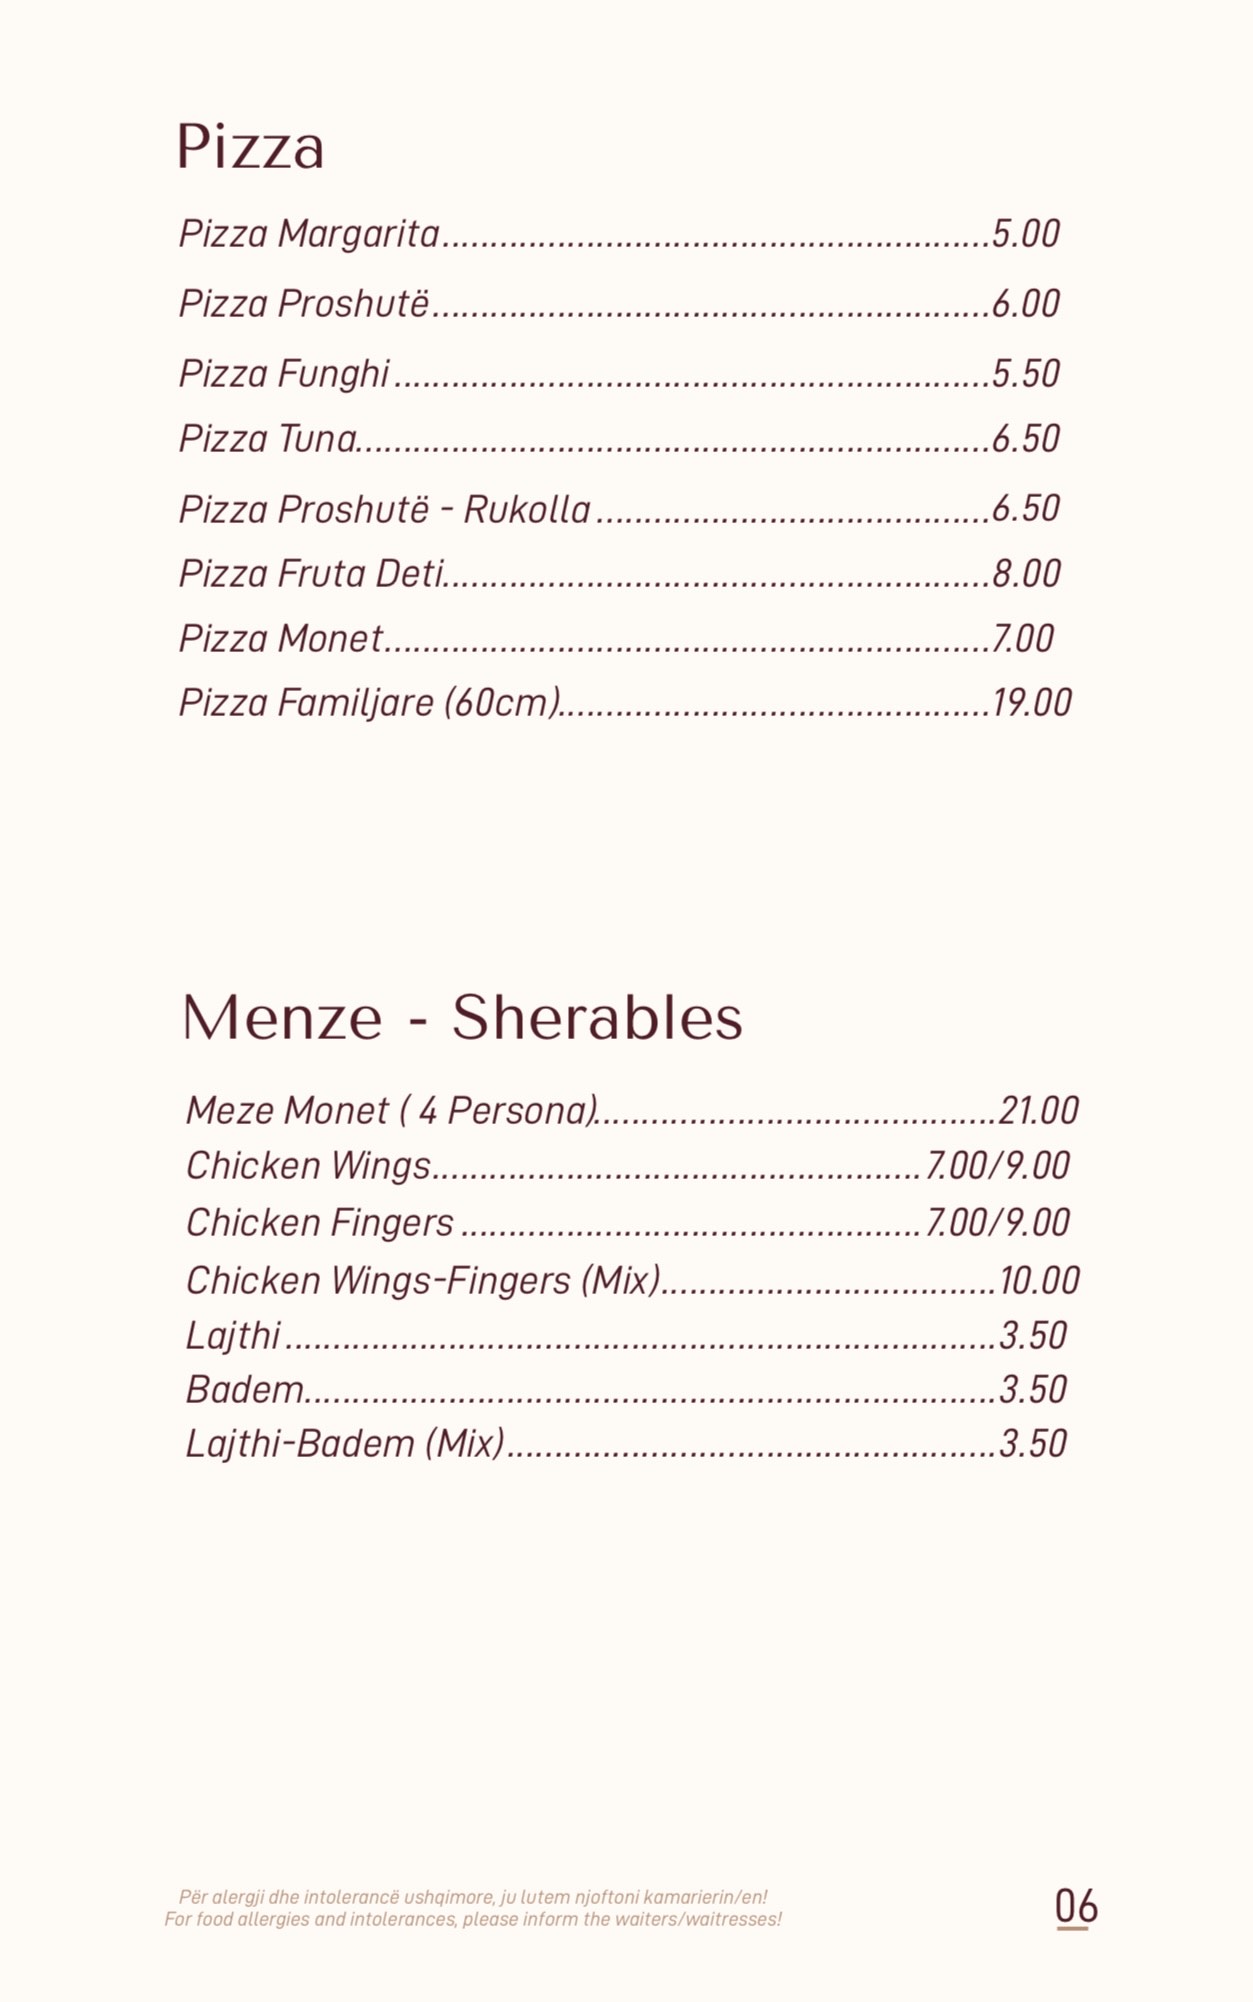 Pizza
Pizza Margarita..........................................................5.00
Pizza Proshutë...........................................................6.00
Pizza Funghi ...............................................................5.50
Pizza Tuna...................................................................6.50
Pizza Proshutë - Rukolla ..........................................6.50
Pizza Fruta Deti..........................................................8.00
Pizza Monet................................................................7.00
Pizza Familjare (60cm)..............................................19.00
Menze - Sherables
Meze Monet ( 4 Persona)..........................................21.00
Chicken Wings...................................................7.00/9.00
Chicken Fingers ................................................7.00/9.00
Chicken Wings-Fingers (Mix)...................................10.00
Lajthi ...........................................................................3.50
Badem.........................................................................3.50
Lajthi-Badem (Mix)...................................................3.50
Për alergji dhe intolerancë ushqimore, ju lutem njoftoni kamarierin/en!
For food allergies and intolerances, please inform the waiters/waitresses!
06